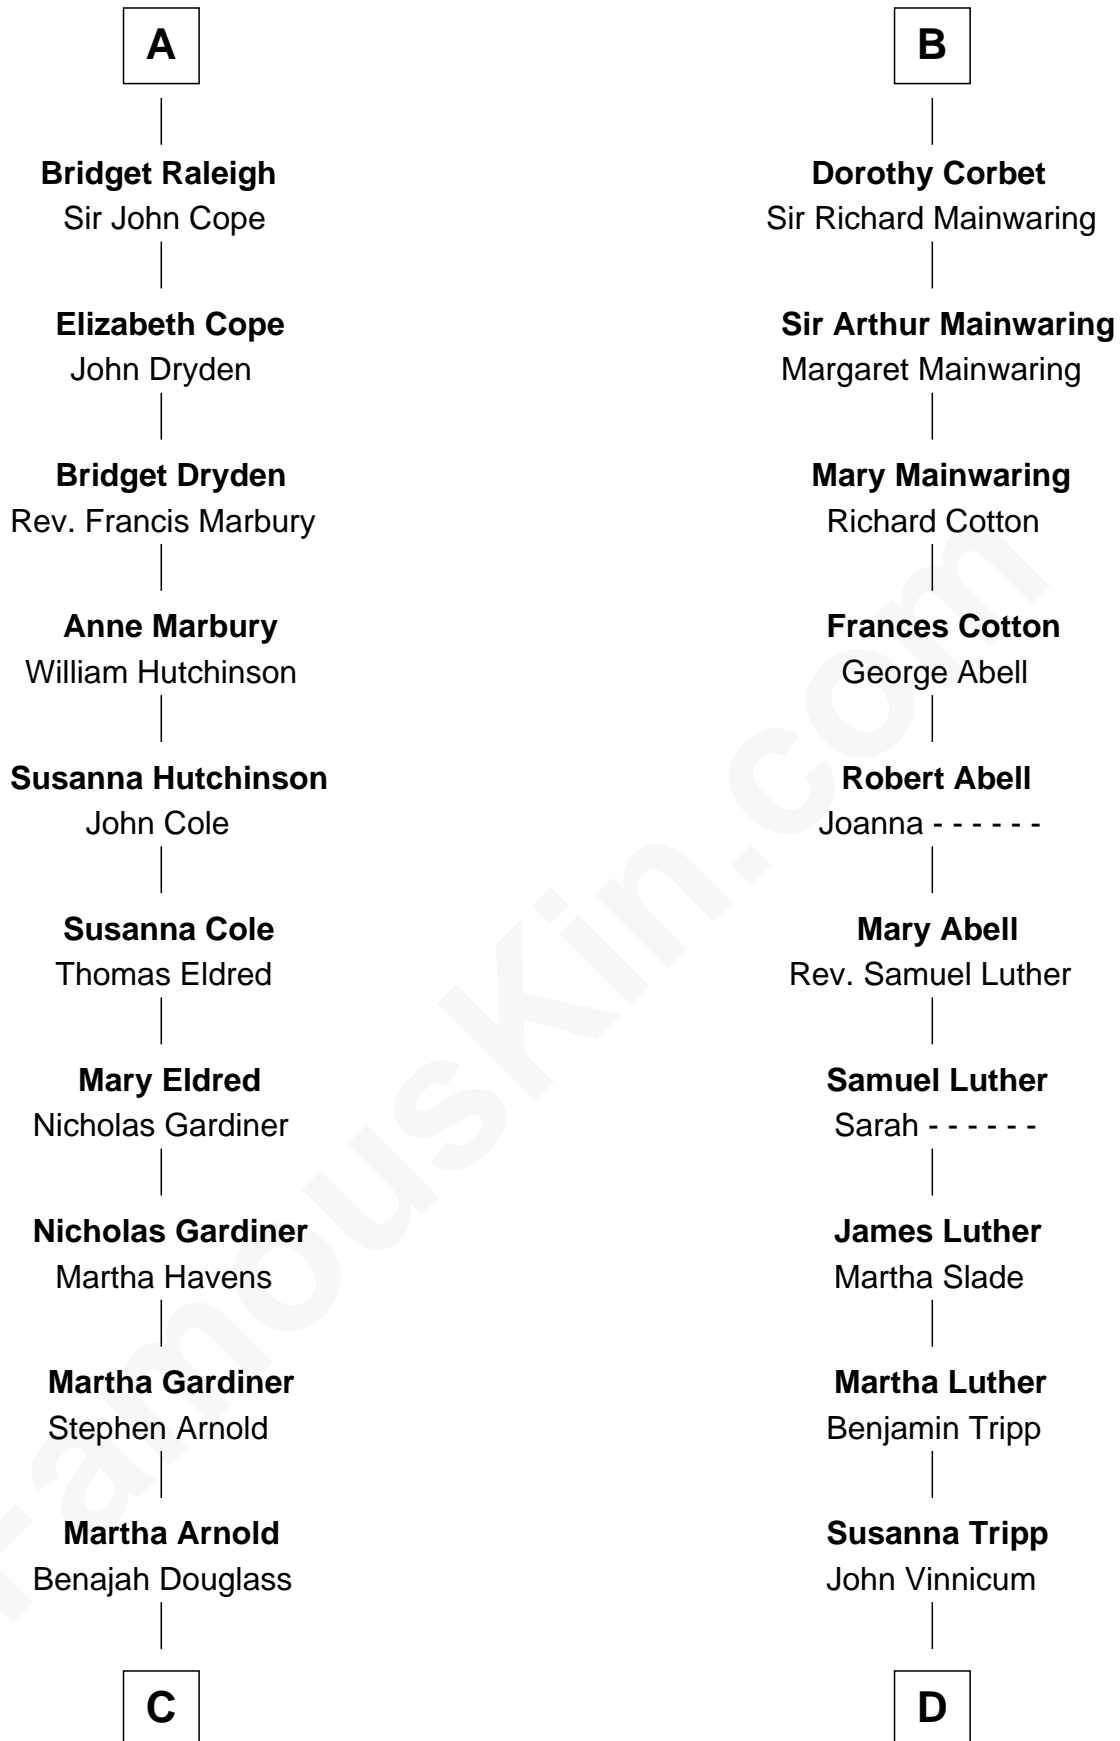 A
Bridget Raleigh
Sir John Cope
Elizabeth Cope
John Dryden
Bridget Dryden
Rev. Francis Marbury
Anne Marbury
William Hutchinson
Susanna Hutchinson
John Cole
Susanna Cole
Thomas Eldred
Mary Eldred
Nicholas Gardiner
Nicholas Gardiner
Martha Havens
Martha Gardiner
Stephen Arnold
Martha Arnold
Benajah Douglass
C
B
Dorothy Corbet
Sir Richard Mainwaring
Sir Arthur Mainwaring
Margaret Mainwaring
Mary Mainwaring
Richard Cotton
Frances Cotton
George Abell
Robert Abell
Joanna - - - - - -
Mary Abell
Rev. Samuel Luther
Samuel Luther
Sarah - - - - - -
James Luther
Martha Slade
Martha Luther
Benjamin Tripp
Susanna Tripp
John Vinnicum
D
FamousKin.com